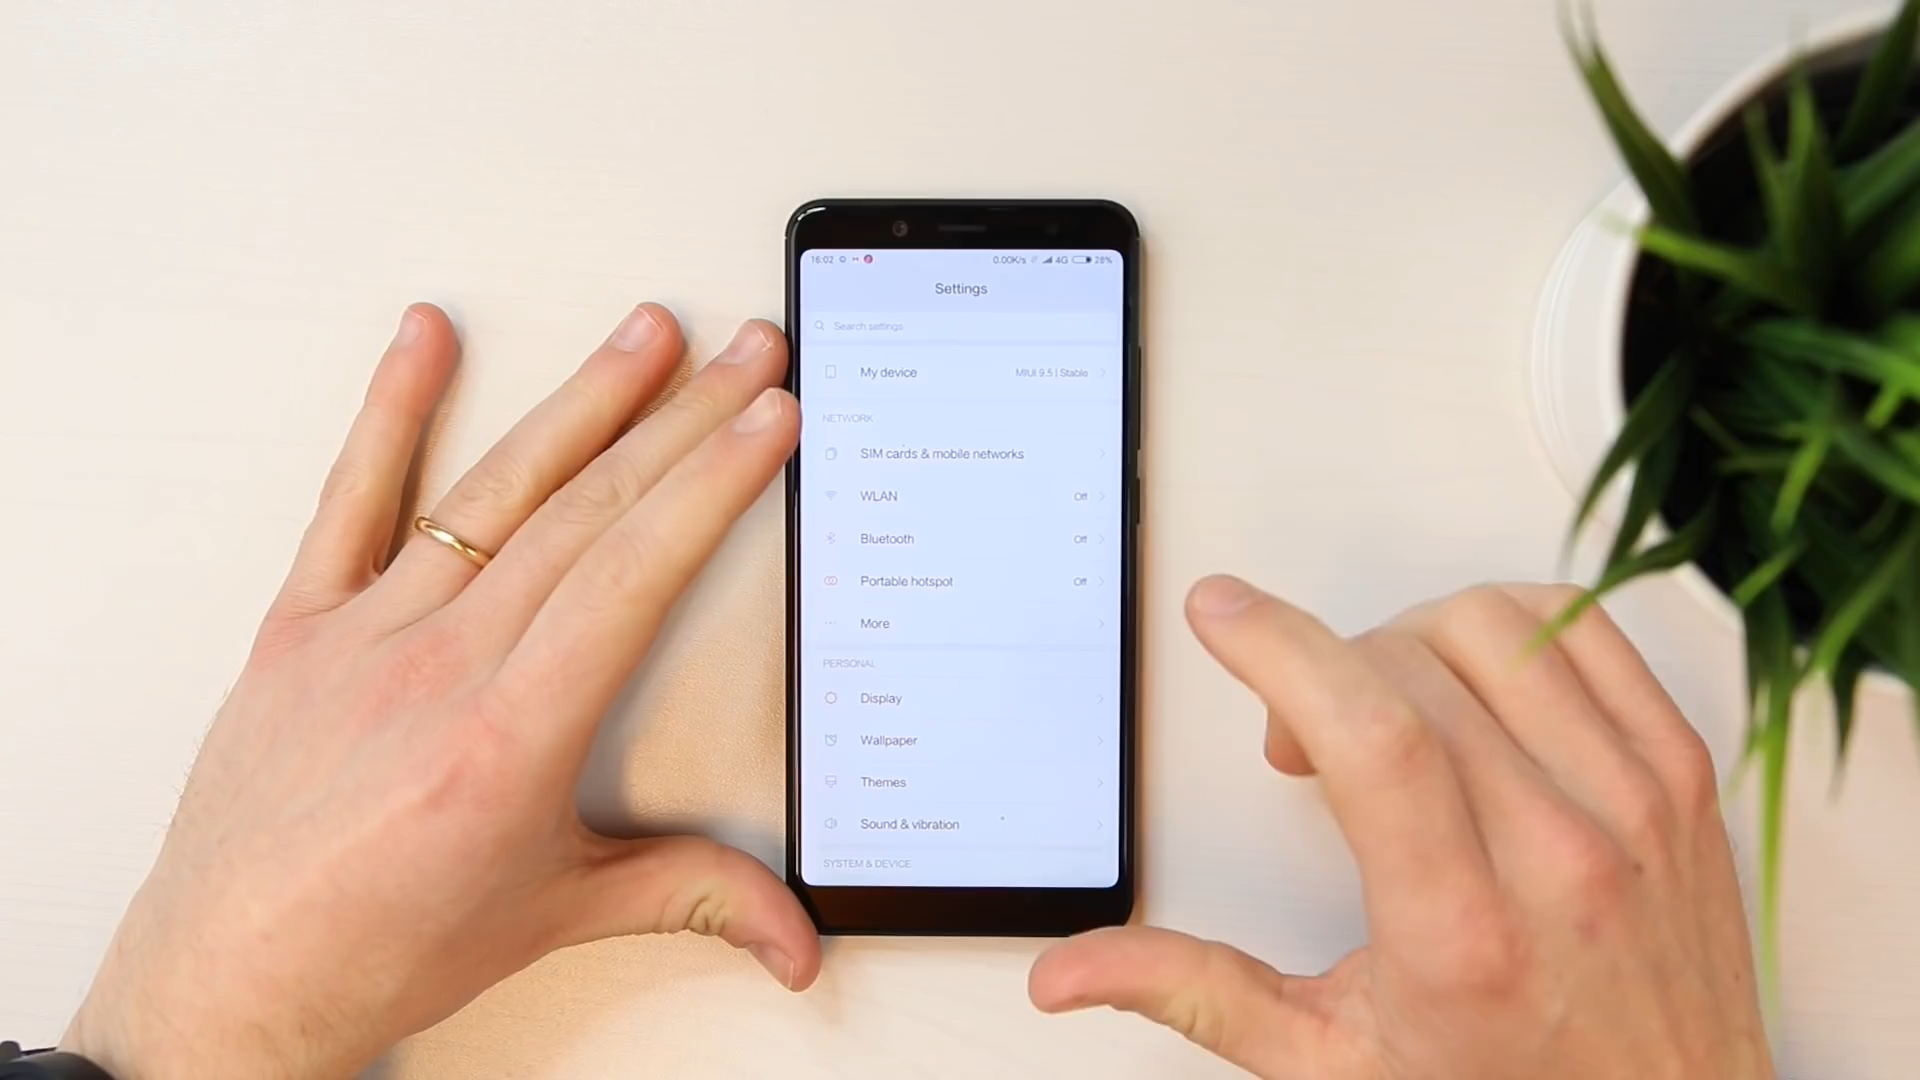 16:02 0.00K/s 4G 28%
Settings
Search settings
My device MIUI 9.5 | Stable
NETWORK
SIM cards & mobile networks
WLAN Off
Bluetooth Off
Portable hotspot Off
More
PERSONAL
Display
Wallpaper
Themes
Sound & vibration
SYSTEM & DEVICE